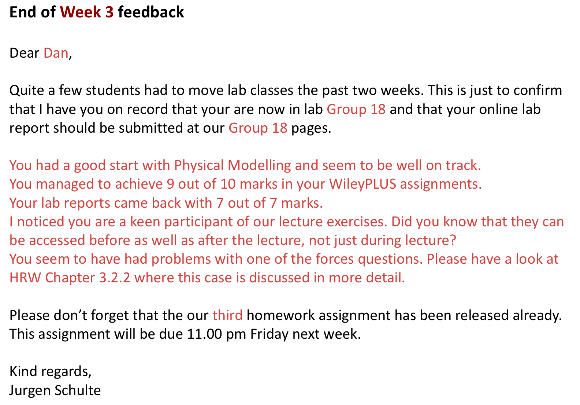 End of Week 3 feedback
Dear Dan,
Quite a few students had to move lab classes the past two weeks. This is just to confirm
that I have you on record that your are now in lab Group 18 and that your online lab
report should be submitted at our Group 18 pages.
You had a good start with Physical Modelling and seem to be well on track.
You managed to achieve 9 out of 10 marks in your WileyPLUS assignments.
Your lab reports came back with 7 out of 7 marks.
I noticed you are a keen participant of our lecture exercises. Did you know that they can
be accessed before as well as after the lecture, not just during lecture?
You seem to have had problems with one of the forces questions. Please have a look at
HRW Chapter 3.2.2 where this case is discussed in more detail.
Please don’t forget that the our third homework assignment has been released already.
This assignment will be due 11.00 pm Friday next week.
Kind regards,
Jurgen Schulte